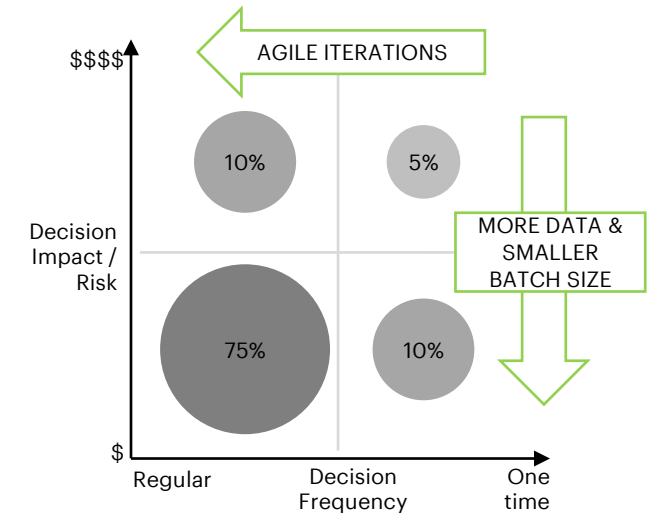 AGILE ITERATIONS
$$$$
10%
5%
Decision
Impact /
Risk
MORE DATA &
SMALLER
BATCH SIZE
75%
10%
$
Regular
Decision
Frequency
One
time